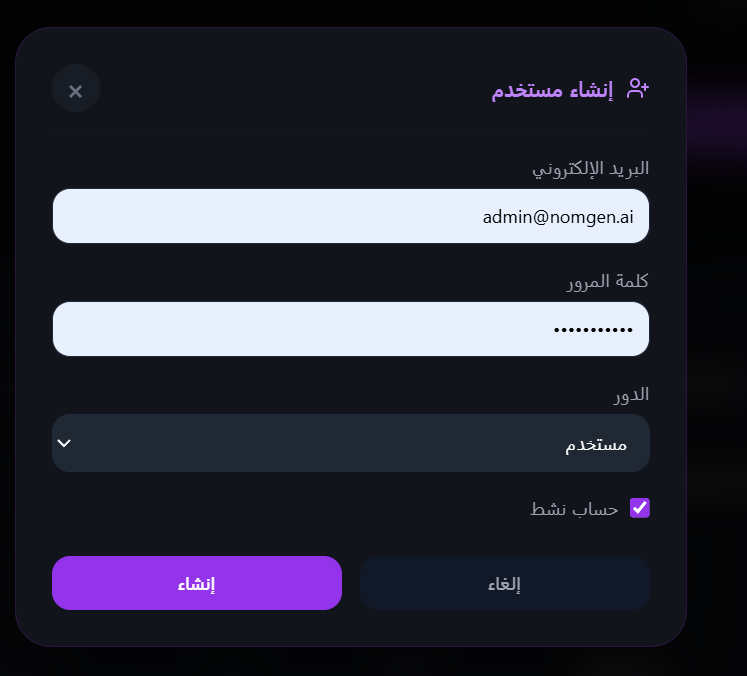 إنشاء مستخدم
البريد الإلكتروني
admin@nomgen.ai
كلمة المرور
•••••••••••
الدور
مستخدم
حساب نشط
إلغاء
إنشاء